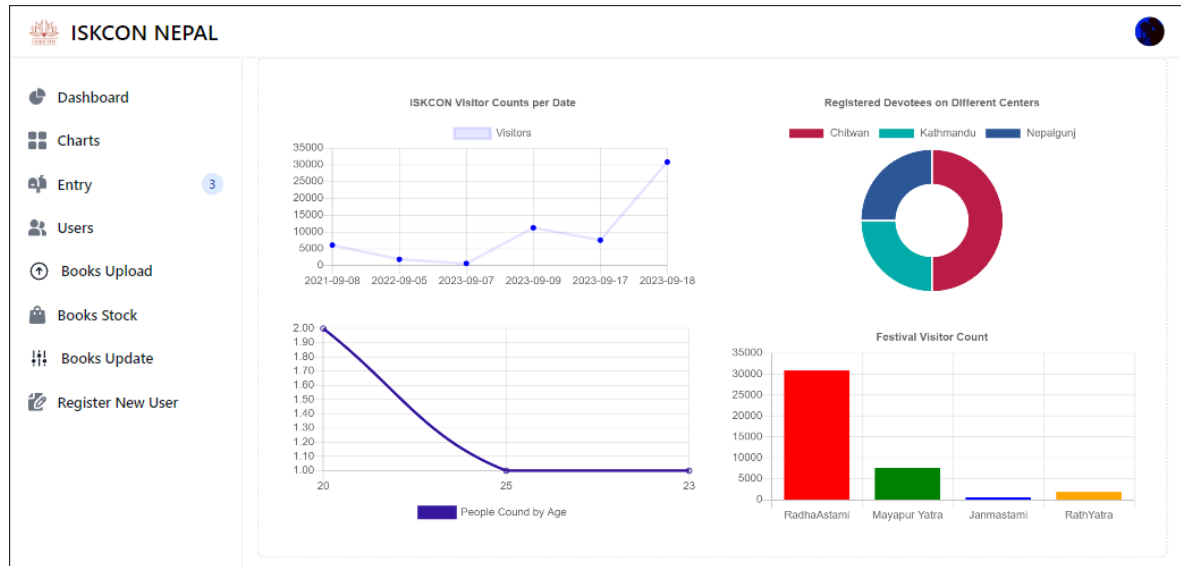 ISKCON NEPAL
Dashboard
Charts
Entry 3
Users
Books Upload
Books Stock
Books Update
Register New User
ISKCON Visitor Counts per Date
Visitors
35000
30000
25000
20000
15000
10000
5000
0
2021-09-08 2022-09-05 2023-09-07 2023-09-09 2023-09-17 2023-09-18
Registered Devotees on Different Centers
Chitwan Kathmandu Nepalgunj
2.00
1.90
1.80
1.70
1.60
1.50
1.40
1.30
1.20
1.10
1.00
20 25 23
People Cound by Age
Festival Visitor Count
35000
30000
25000
20000
15000
10000
5000
0
RadhaAstami Mayapur Yatra Janmastami RathYatra